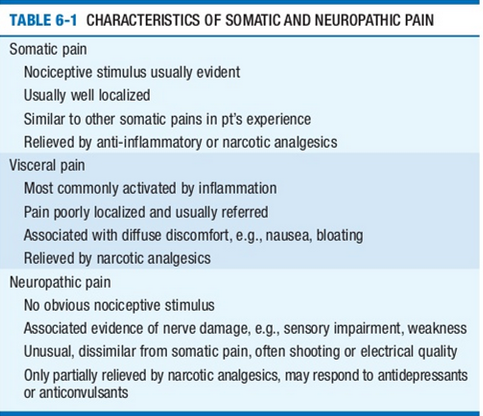 TABLE 6-1 CHARACTERISTICS OF SOMATIC AND NEUROPATHIC PAIN
Somatic pain
Nociceptive stimulus usually evident
Usually well localized
Similar to other somatic pains in pt's experience
Relieved by anti-inflammatory or narcotic analgesics
Visceral pain
Most commonly activated by inflammation
Pain poorly localized and usually referred
Associated with diffuse discomfort, e.g., nausea, bloating
Relieved by narcotic analgesics
Neuropathic pain
No obvious nociceptive stimulus
Associated evidence of nerve damage, e.g., sensory impairment, weakness
Unusual, dissimilar from somatic pain, often shooting or electrical quality
Only partially relieved by narcotic analgesics, may respond to antidepressants
or anticonvulsants